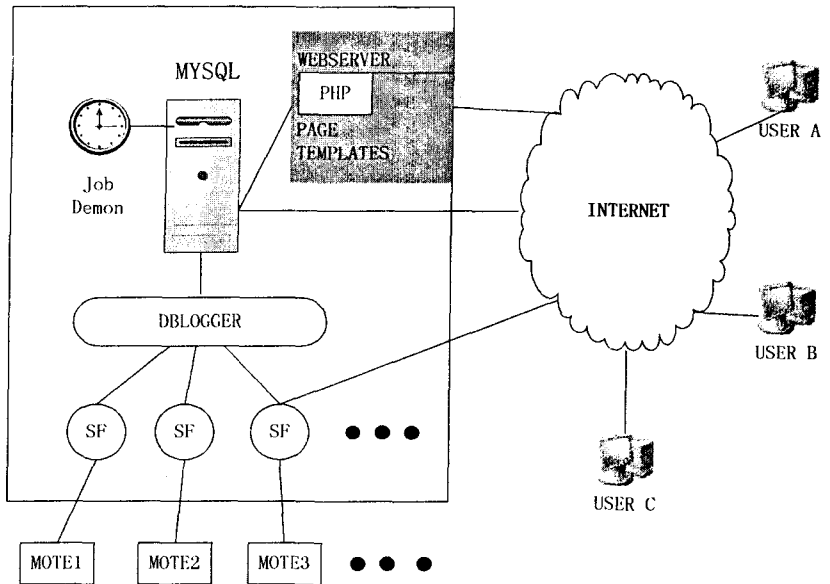 MYSQL
WEBSERVER
PHP
PAGE
TEMPLATES
Job
Demon
INTERNET
USER A
USER B
USER C
DBLOGGER
SF
SF
SF
MOTE1
MOTE2
MOTE3